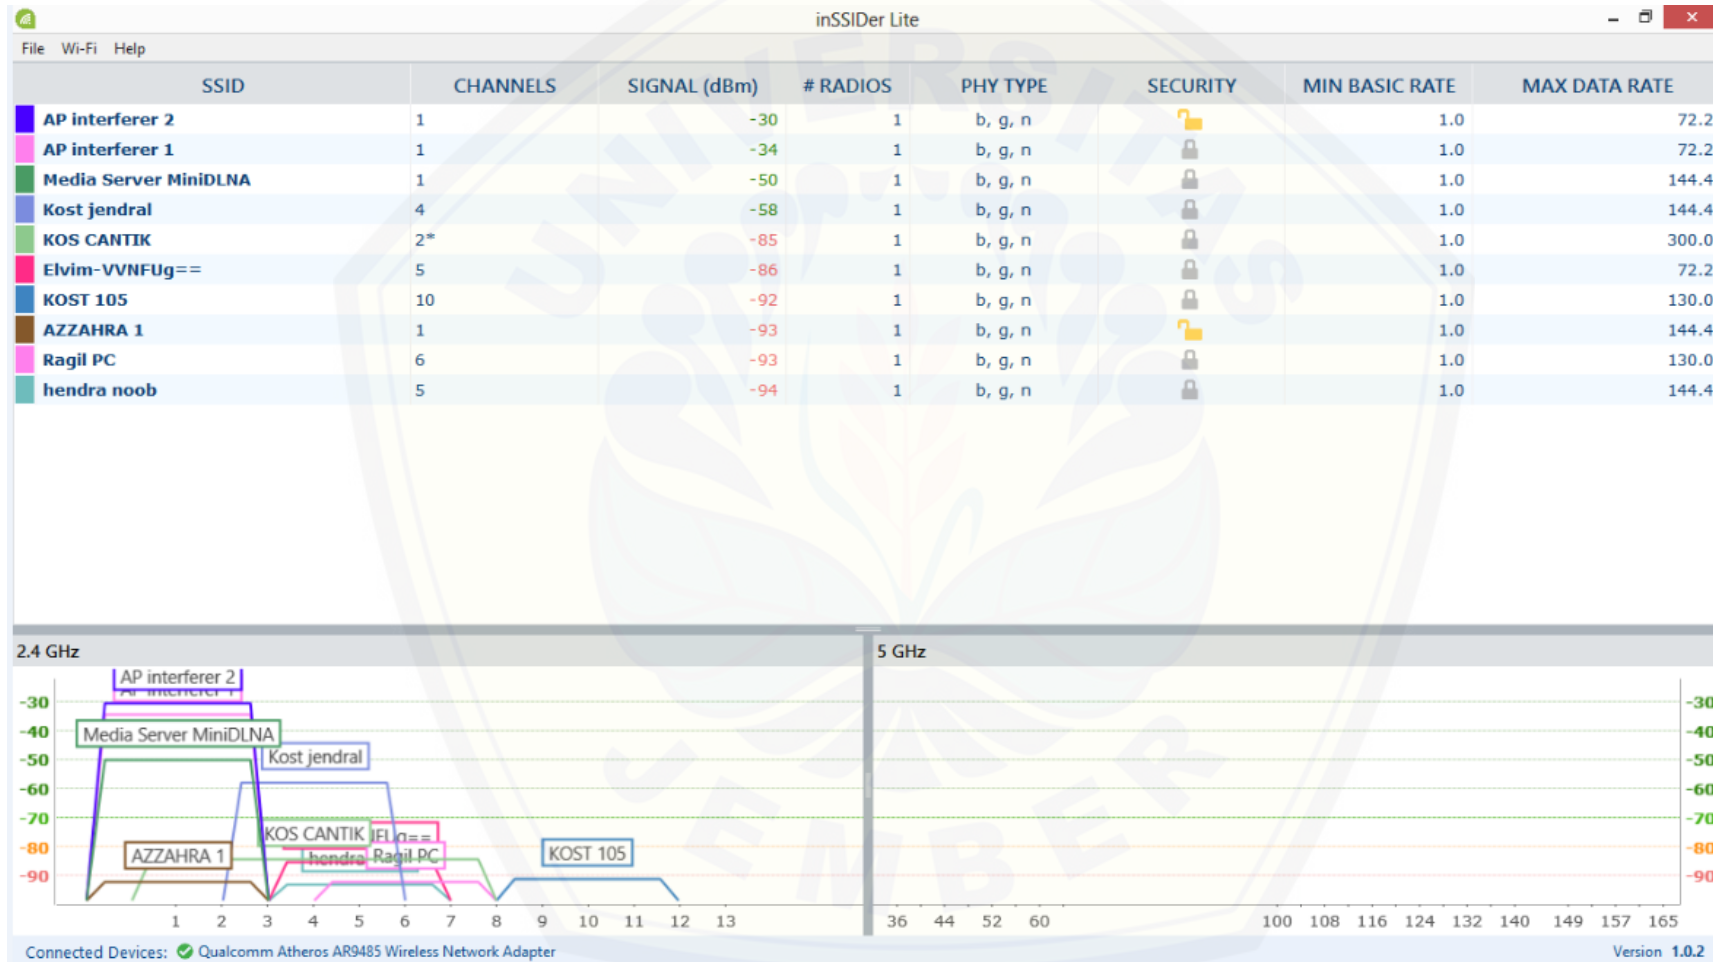 inSSIDer Lite
File Wi-Fi Help
SSID CHANNELS SIGNAL (dBm) # RADIOS PHY TYPE SECURITY MIN BASIC RATE MAX DATA RATE
AP interferer 2 1 -30 1 b, g, n 1.0 72.2
AP interferer 1 1 -34 1 b, g, n 1.0 72.2
Media Server MiniDLNA 1 -50 1 b, g, n 1.0 144.4
Kost jendral 4 -58 1 b, g, n 1.0 144.4
KOS CANTIK 2* -85 1 b, g, n 1.0 300.0
Elvim-VVNFUg== 5 -86 1 b, g, n 1.0 72.2
KOST 105 10 -92 1 b, g, n 1.0 130.0
AZZAHRA 1 1 -93 1 b, g, n 1.0 144.4
Ragil PC 6 -93 1 b, g, n 1.0 130.0
hendra noob 5 -94 1 b, g, n 1.0 144.4
UNIVERSITAS
JEMBER
2.4 GHz 5 GHz
AP interferer 2
AP interferer 1
-30 -30
-40 Media Server MiniDLNA -40
-50 Kost jendral -50
-60 -60
-70 -70
KOS CANTIK FUg==
-80 AZZAHRA 1 hendra Ragil PC KOST 105 -80
-90 -90
1 2 3 4 5 6 7 8 9 10 11 12 13 36 44 52 60 100 108 116 124 132 140 149 157 165
Connected Devices: Qualcomm Atheros AR9485 Wireless Network Adapter Version 1.0.2